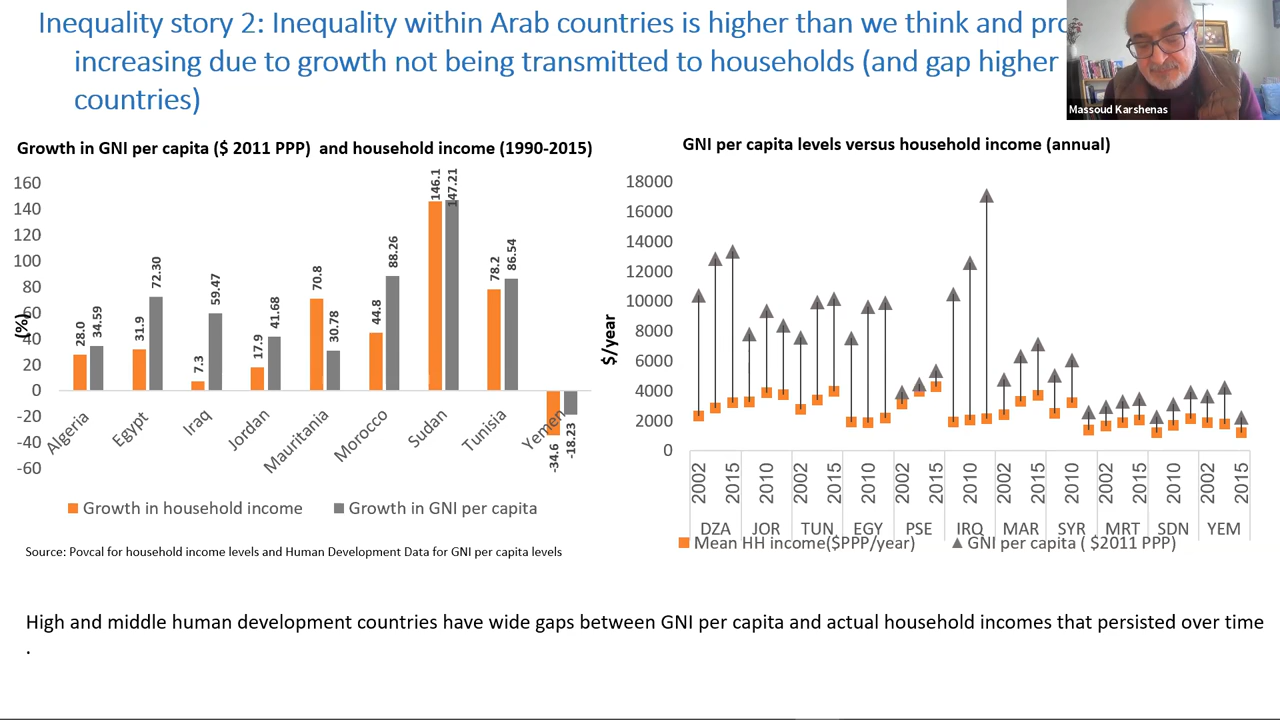 Inequality story 2: Inequality within Arab countries is higher than we think and
increasing due to growth not being transmitted to households (and gap higher
countries)
Massoud Karshenas
Growth in GNI per capita ($ 2011 PPP) and household income (1990-2015)
(%)
160
140
120
100
80
60
40
20
0
-20
-40
-60
28.0
34.59
31.9
72.30
7.3
59.47
17.9
41.68
70.8
30.78
44.8
88.26
146.1
147.21
78.2
86.54
-34.6
-18.23
Algeria
Egypt
Iraq
Jordan
Mauritania
Morocco
Sudan
Tunisia
Yemen
Growth in household income
Growth in GNI per capita
Source: Povcal for household income levels and Human Development Data for GNI per capita levels
GNI per capita levels versus household income (annual)
$/year
18000
16000
14000
12000
10000
8000
6000
4000
2000
0
2002
2015
2010
2002
2015
2010
2002
2015
2010
2002
2015
2010
2002
2015
2010
2002
2015
DZA
JOR
TUN
EGY
PSE
IRQ
MAR
SYR
MRT
SDN
YEM
Mean HH income($PPP/year)
GNI per capita ( $2011 PPP)
High and middle human development countries have wide gaps between GNI per capita and actual household incomes that persisted over time
.